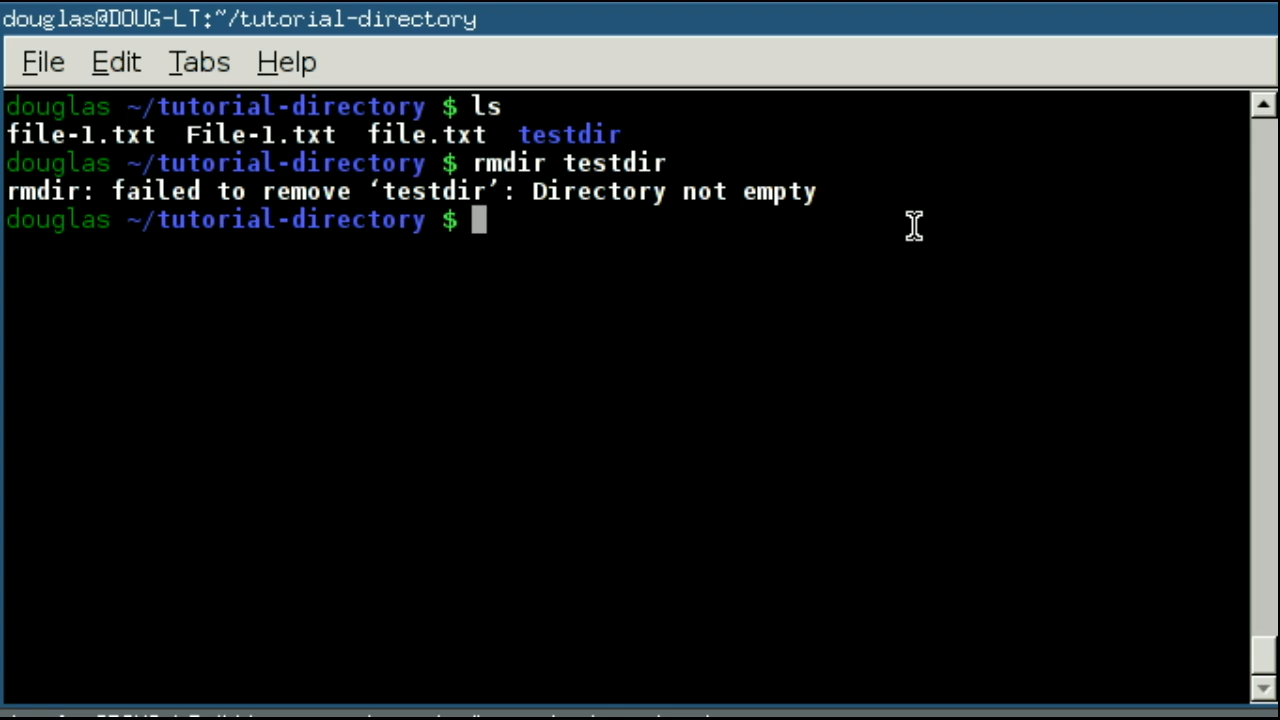 douglas@DOUG-LT:~/tutorial-directory
File Edit Tabs Help
douglas ~/tutorial-directory $ ls
file-1.txt  File-1.txt  file.txt  testdir
douglas ~/tutorial-directory $ rmdir testdir
rmdir: failed to remove ‘testdir’: Directory not empty
douglas ~/tutorial-directory $